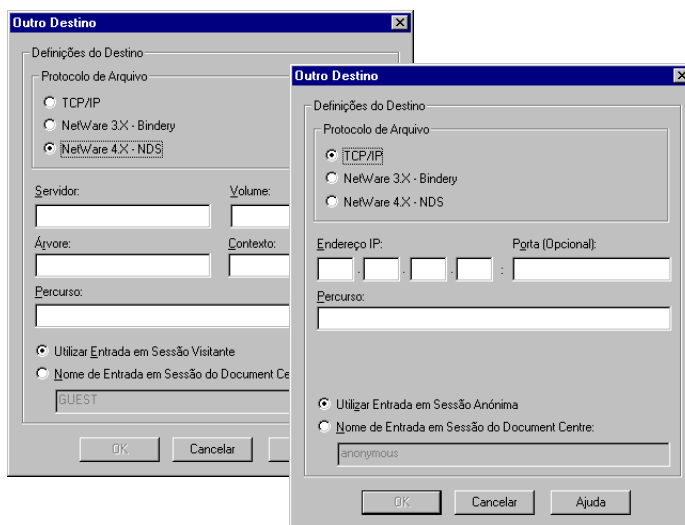 Outro Destino
Definições do Destino
Protocolo de Arquivo
TCP/IP
NetWare 3.X - Bindery
NetWare 4.X - NDS
Servidor:
Volume:
Árvore:
Contexto:
Percurso:
Utilizar Entrada em Sessão Visitante
Nome de Entrada em Sessão do Document Ce
GUEST
OK
Cancelar
Outro Destino
Definições do Destino
Protocolo de Arquivo
TCP/IP
NetWare 3.X - Bindery
NetWare 4.X - NDS
Endereço IP:
Porta (Opcional):
. . . :
Percurso:
Utilizar Entrada em Sessão Anónima
Nome de Entrada em Sessão do Document Centre:
anonymous
OK
Cancelar
Ajuda